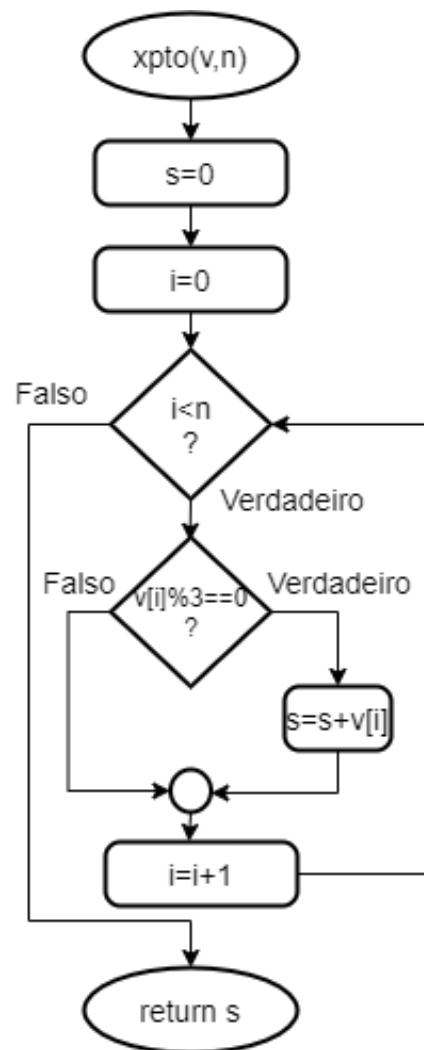 xpto(v,n)
s=0
i=0
Falso
i<n
?
Verdadeiro
Falso
v[i]%3==0
?
Verdadeiro
s=s+v[i]
i=i+1
return s